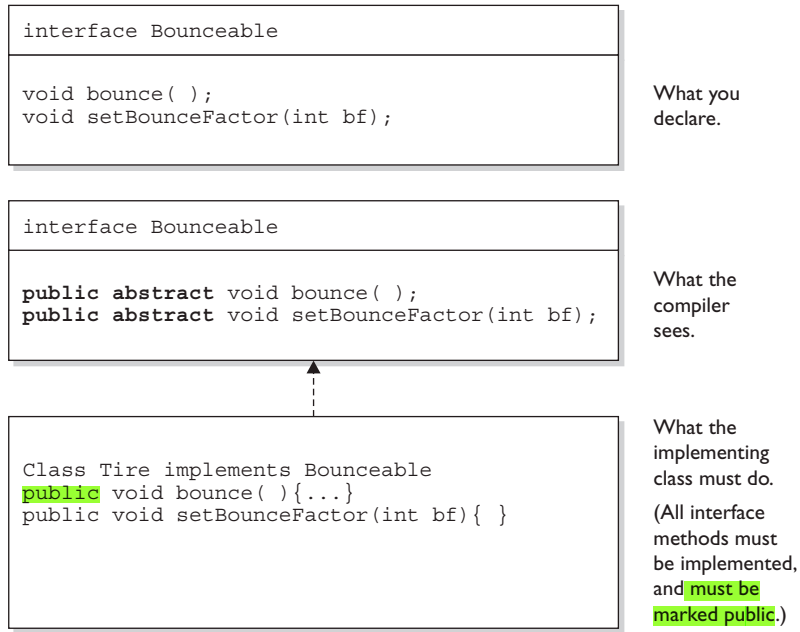 interface Bounceable
void bounce( );
void setBounceFactor(int bf);
What you
declare.
interface Bounceable
public abstract void bounce( );
public abstract void setBounceFactor(int bf);
What the
compiler
sees.
Class Tire implements Bounceable
public void bounce( ){...}
public void setBounceFactor(int bf){ }
What the
implementing
class must do.
(All interface
methods must
be implemented,
and must be
marked public.)